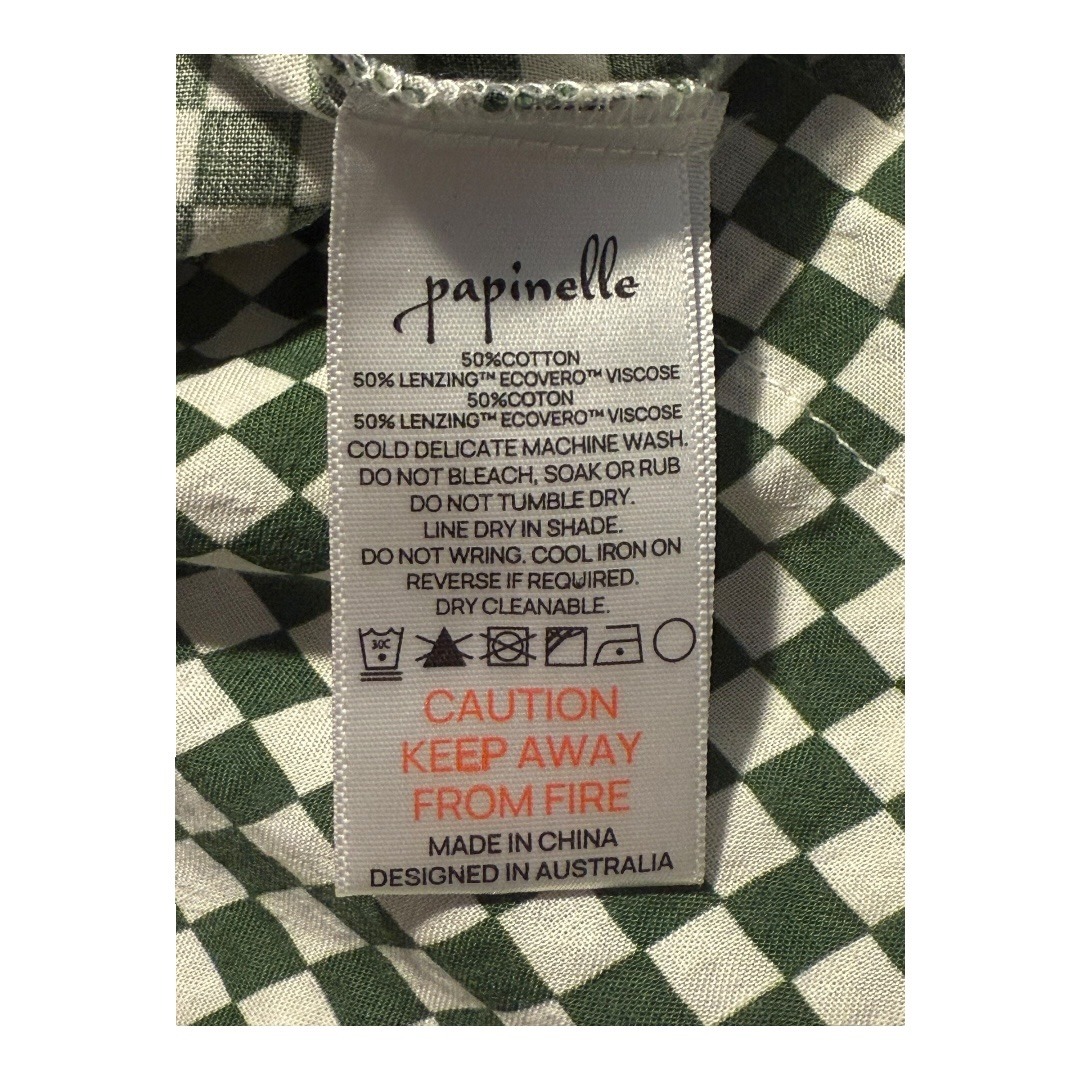 papinelle
50%COTTON
50% LENZING™ ECOVERO™ VISCOSE
50%COTON
50% LENZING™ ECOVERO™ VISCOSE
COLD DELICATE MACHINE WASH.
DO NOT BLEACH, SOAK OR RUB
DO NOT TUMBLE DRY.
LINE DRY IN SHADE.
DO NOT WRING. COOL IRON ON
REVERSE IF REQUIRED.
DRY CLEANABLE.
30C
CAUTION
KEEP AWAY
FROM FIRE
MADE IN CHINA
DESIGNED IN AUSTRALIA